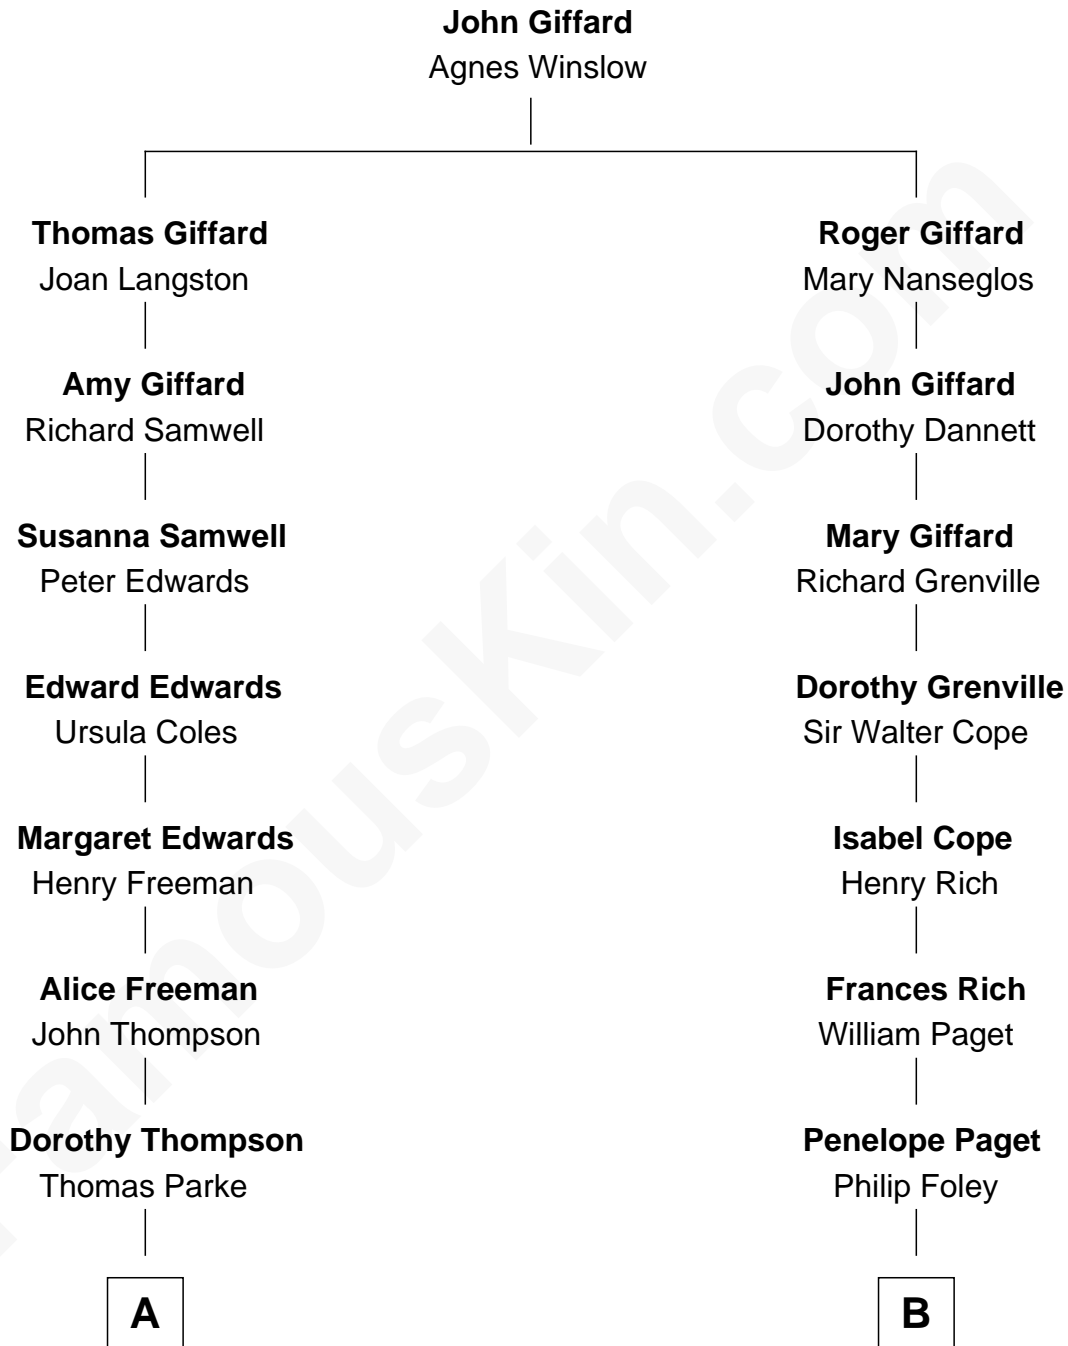 John Giffard
Agnes Winslow
Thomas Giffard
Joan Langston
Roger Giffard
Mary Nanseglos
Amy Giffard
Richard Samwell
John Giffard
Dorothy Dannett
Susanna Samwell
Peter Edwards
Mary Giffard
Richard Grenville
Edward Edwards
Ursula Coles
Dorothy Grenville
Sir Walter Cope
Margaret Edwards
Henry Freeman
Isabel Cope
Henry Rich
Alice Freeman
John Thompson
Frances Rich
William Paget
Dorothy Thompson
Thomas Parke
Penelope Paget
Philip Foley
A
B
FamousKin.com